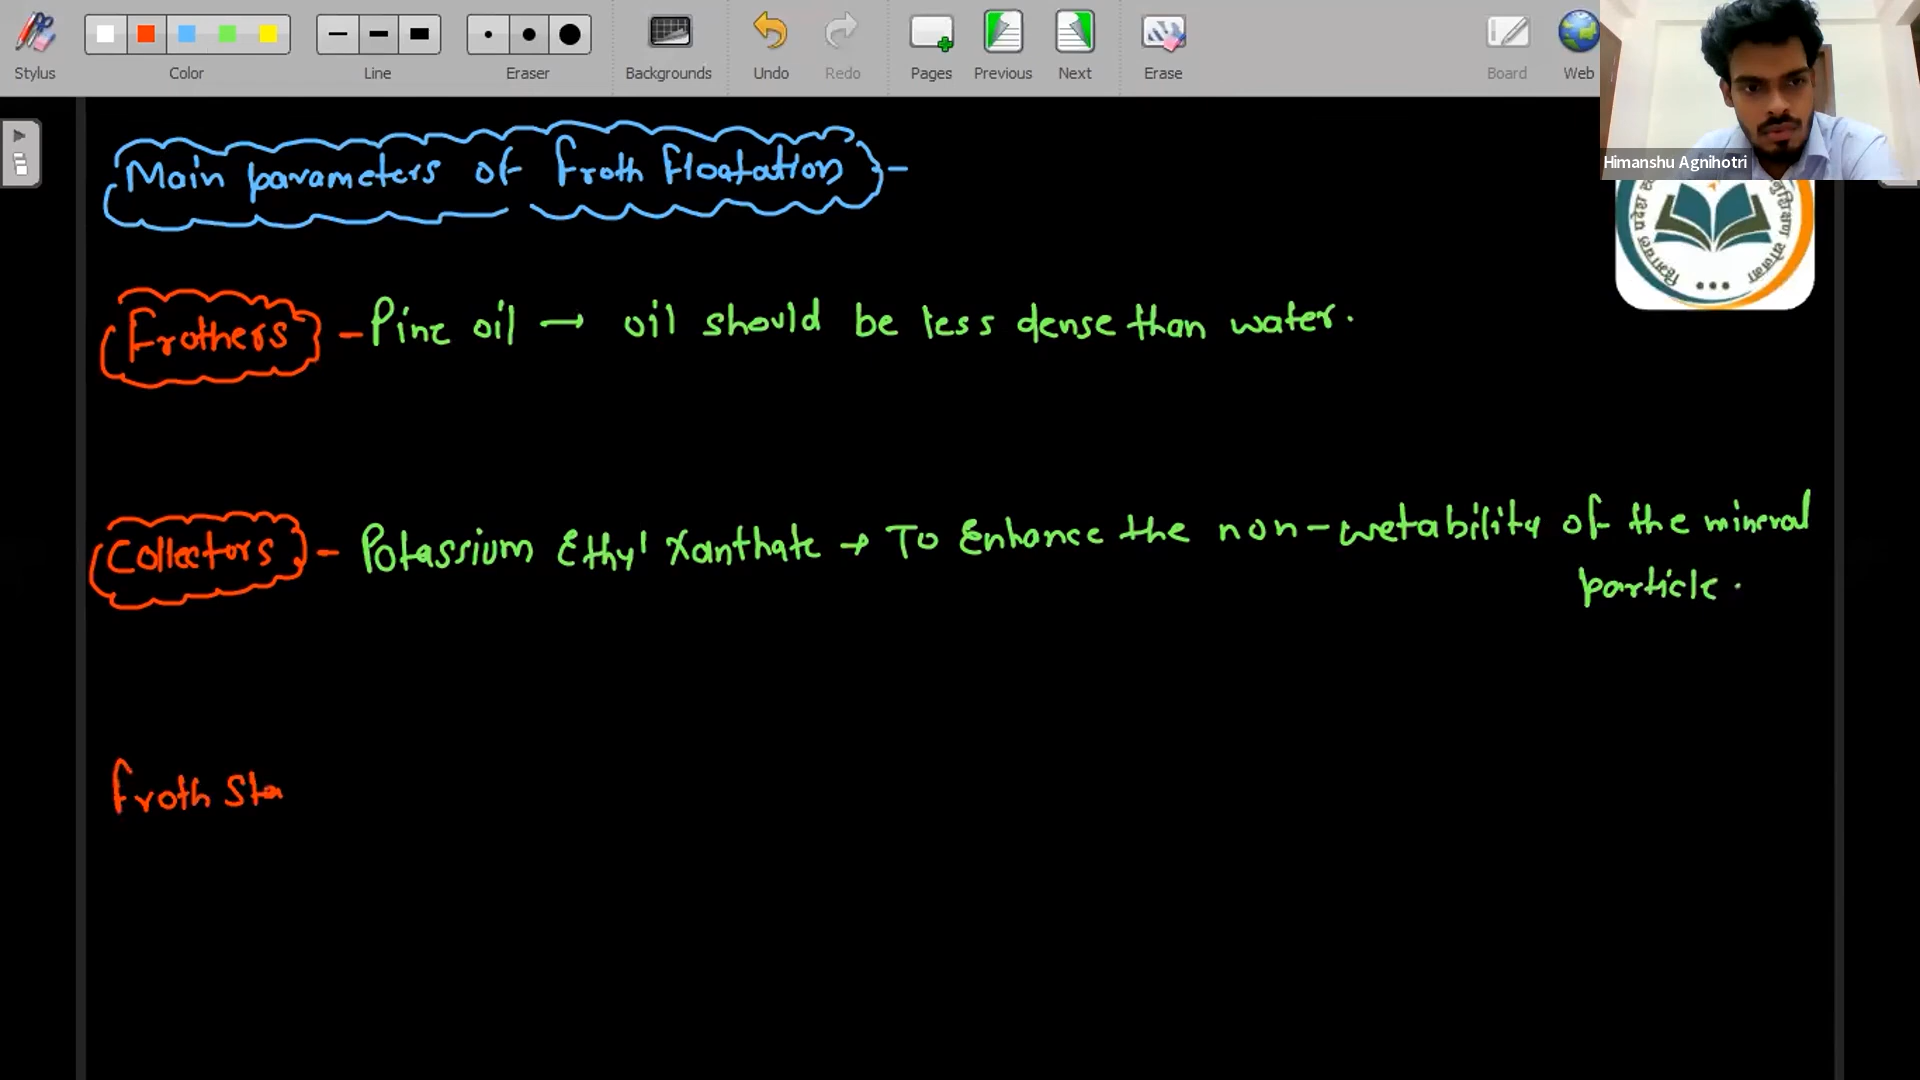 Stylus Color Line Eraser Backgrounds Undo Redo Pages Previous Next Erase Board Web
Himanshu Agnihotri
Main parameters of Froth Floatation -
Frothers - Pine oil → oil should be less dense than water.
Collectors - Potassium Ethyl Xanthate → To Enhance the non-wetability of the mineral
particle.
Froth Sta